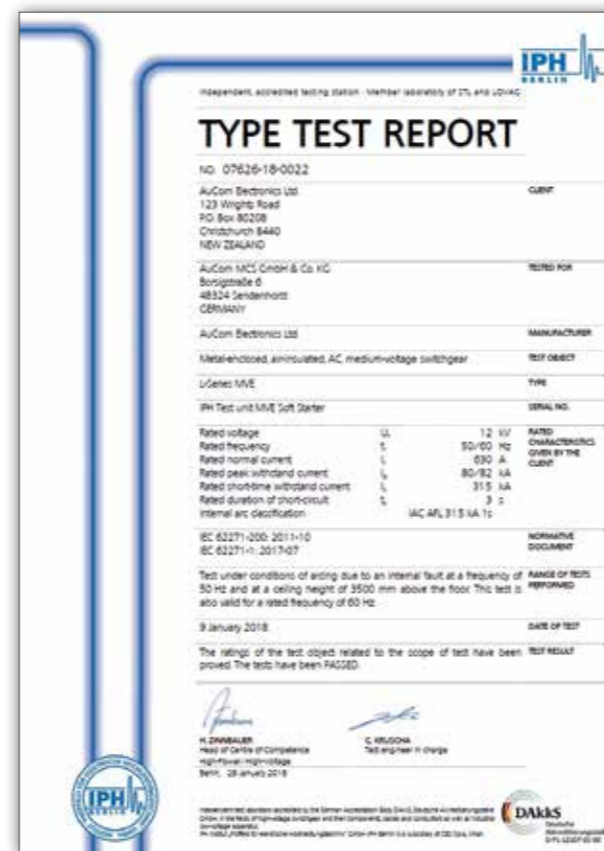 IPH
BERLIN
Independent, accredited testing station · Member laboratory of STL and LOVAG
TYPE TEST REPORT
NO. 07626-18-0022
AuCom Electronics Ltd. CLIENT
123 Wrights Road
P.O. Box 80208
Christchurch 8440
NEW ZEALAND
AuCom MCS GmbH & Co. KG TESTED FOR
Borsigstraße 6
48324 Sendenhorst
GERMANY
AuCom Electronics Ltd MANUFACTURER
Metal-enclosed, air-insulated, AC, medium-voltage switchgear TEST OBJECT
L-Series MVE TYPE
IPH Test unit MVE Soft Starter SERIAL NO.
Rated voltage 12 kV RATED
Rated frequency 50/60 Hz CHARACTERISTICS
Rated normal current 630 A GIVEN BY THE
Rated peak withstand current 80/82 kA CLIENT
Rated short-time withstand current 31.5 kA
Rated duration of short-circuit 3 s
Internal arc classification IAC AFL 31.5 kA 1s
IEC 62271-200: 2011-10 NORMATIVE
IEC 62271-1: 2017-07 DOCUMENT
Test under conditions of arcing due to an internal fault at a frequency of RANGE OF TESTS
50 Hz and at a ceiling height of 3500 mm above the floor. This test is PERFORMED
also valid for a rated frequency of 60 Hz
9 January 2018 DATE OF TEST
The ratings of the test object related to the scope of test have been TEST RESULT
proved. The tests have been PASSED.
H. ZINNBAUER C. KRUSCHA
Head of Centre of Competence Test engineer in charge
High-Power/High-Voltage
Berlin, 29 January 2018
IPH
DAkkS
Deutsche
Akkreditierungsstelle